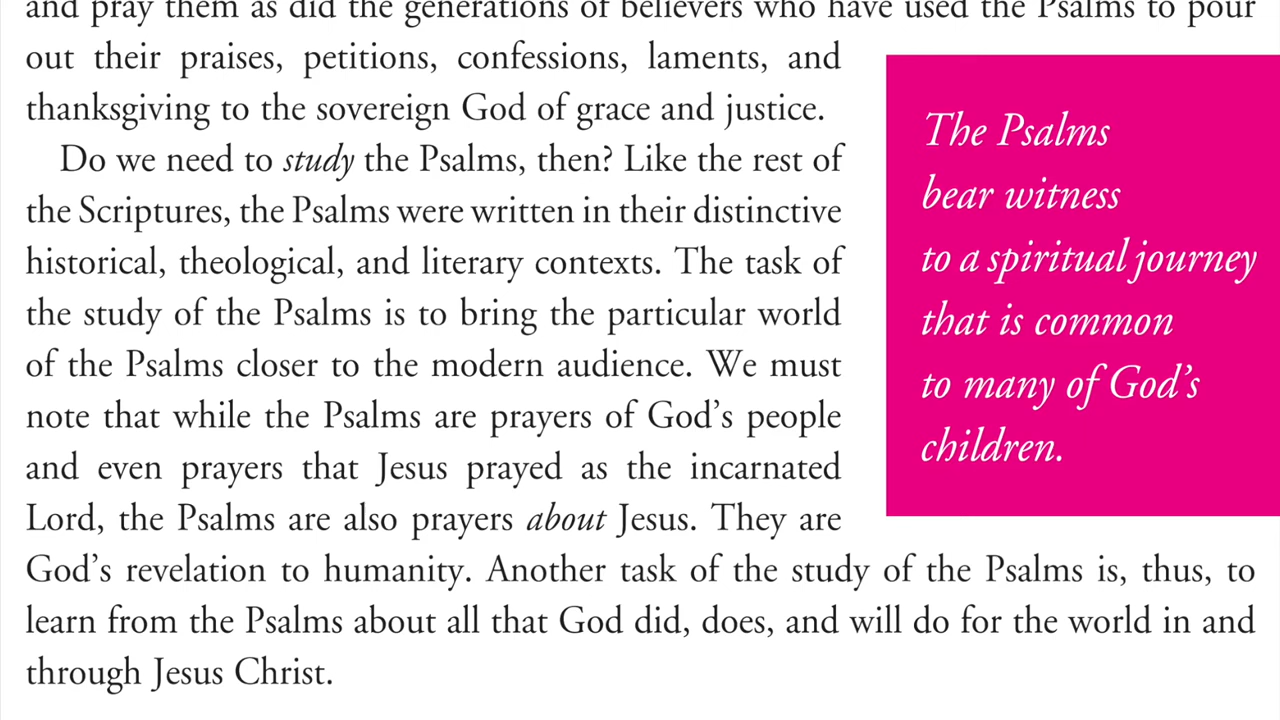 and pray them as did the generations of believers who have used the Psalms to pour
out their praises, petitions, confessions, laments, and
thanksgiving to the sovereign God of grace and justice.
Do we need to study the Psalms, then? Like the rest of
the Scriptures, the Psalms were written in their distinctive
historical, theological, and literary contexts. The task of
the study of the Psalms is to bring the particular world
of the Psalms closer to the modern audience. We must
note that while the Psalms are prayers of God’s people
and even prayers that Jesus prayed as the incarnated
Lord, the Psalms are also prayers about Jesus. They are
God’s revelation to humanity. Another task of the study of the Psalms is, thus, to
learn from the Psalms about all that God did, does, and will do for the world in and
through Jesus Christ.
The Psalms
bear witness
to a spiritual journey
that is common
to many of God’s
children.